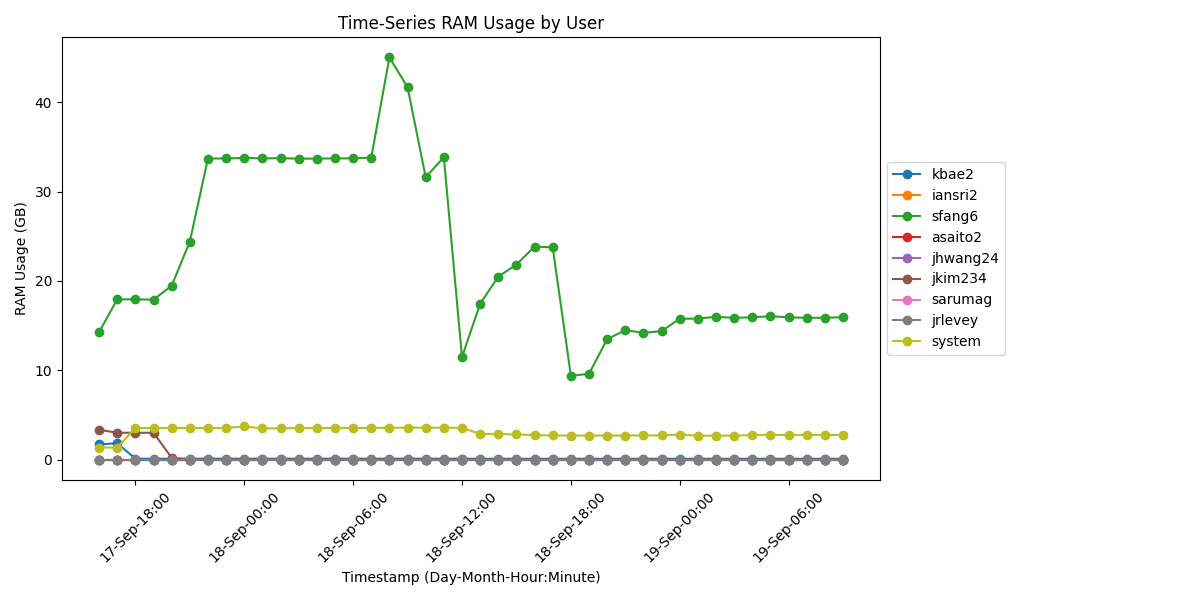 Time-Series RAM Usage by User
RAM Usage (GB)
40
30
20
10
0
17-Sep-18:00
18-Sep-00:00
18-Sep-06:00
18-Sep-12:00
18-Sep-18:00
19-Sep-00:00
19-Sep-06:00
Timestamp (Day-Month-Hour:Minute)
kbae2
iansri2
sfang6
asaito2
jhwang24
jkim234
sarumag
jrlevey
system